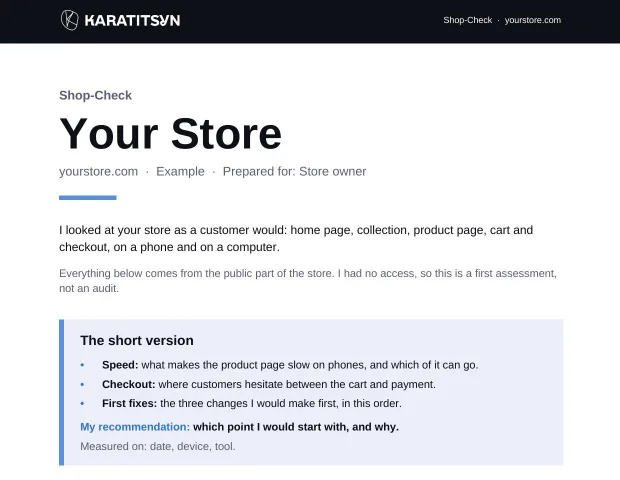 KARATITSYN
Shop-Check · yourstore.com
Shop-Check
Your Store
yourstore.com · Example · Prepared for: Store owner
I looked at your store as a customer would: home page, collection, product page, cart and
checkout, on a phone and on a computer.
Everything below comes from the public part of the store. I had no access, so this is a first assessment,
not an audit.
The short version
• Speed: what makes the product page slow on phones, and which of it can go.
• Checkout: where customers hesitate between the cart and payment.
• First fixes: the three changes I would make first, in this order.
My recommendation: which point I would start with, and why.
Measured on: date, device, tool.